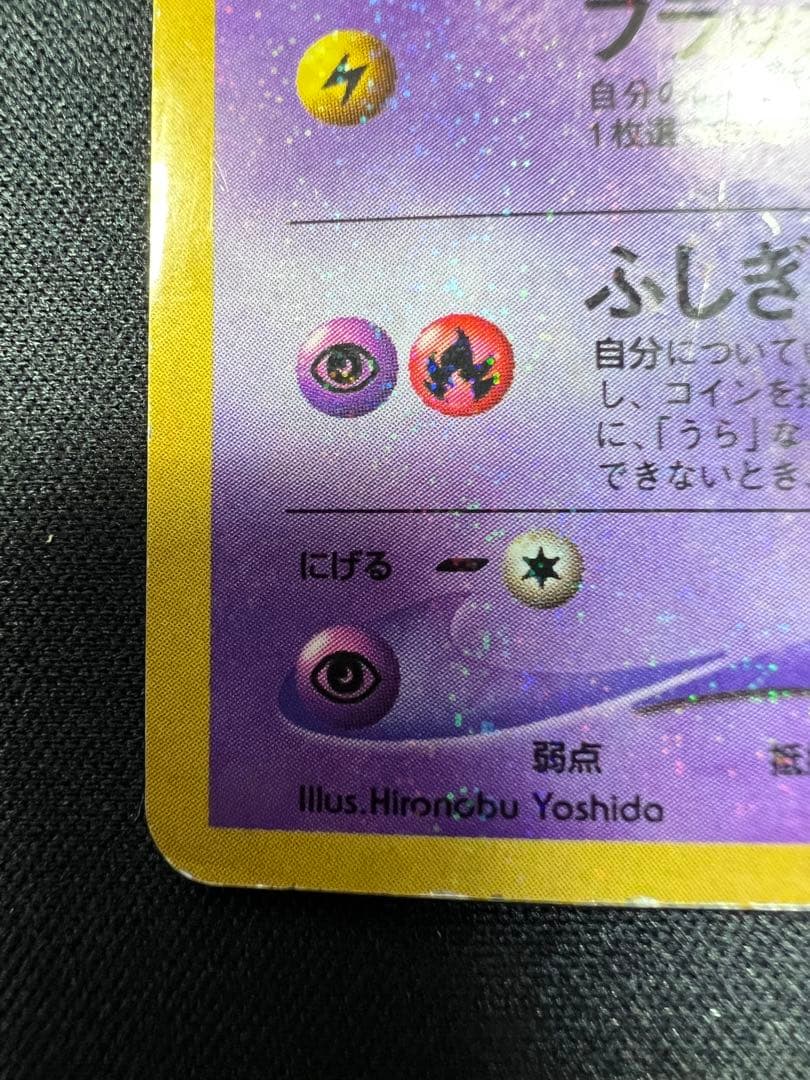 自分の
1枚選
ふしぎ
自分について
し、コインを
に、「うら」な
できないとき
にげる
弱点
Illus.Hironobu Yoshida